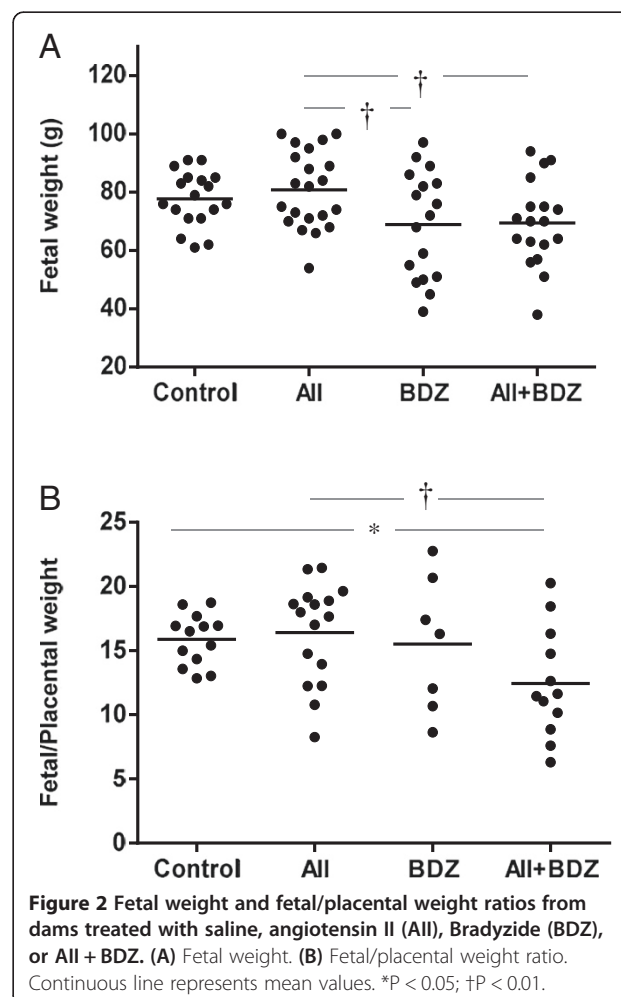 A
Fetal weight (g)
120
100
80
60
40
20
†
†
Control AII BDZ AII+BDZ
B
Fetal/Placental weight
25
20
15
10
5
0
†
*
Control AII BDZ AII+BDZ
Figure 2 Fetal weight and fetal/placental weight ratios from
dams treated with saline, angiotensin II (AII), Bradyzide (BDZ),
or AII + BDZ. (A) Fetal weight. (B) Fetal/placental weight ratio.
Continuous line represents mean values. *P < 0.05; †P < 0.01.